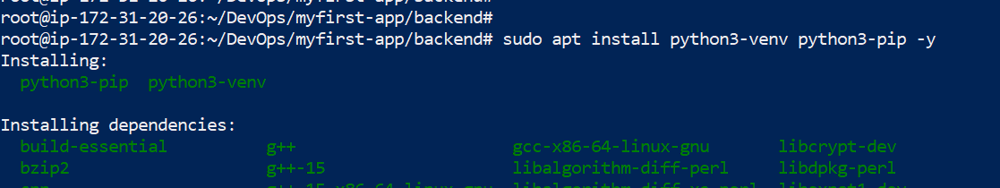 root@ip-172-31-20-26:~/DevOps/myfirst-app/backend#
root@ip-172-31-20-26:~/DevOps/myfirst-app/backend#
root@ip-172-31-20-26:~/DevOps/myfirst-app/backend# sudo apt install python3-venv python3-pip -y
Installing:
python3-pip python3-venv
Installing dependencies:
build-essential g++ gcc-x86-64-linux-gnu libcrypt-dev
bzip2 g++-15 libalgorithm-diff-perl libdpkg-perl
g++-15-x86-64-linux-gnu libalgorithm-diff-xs-perl libexpat1-dev